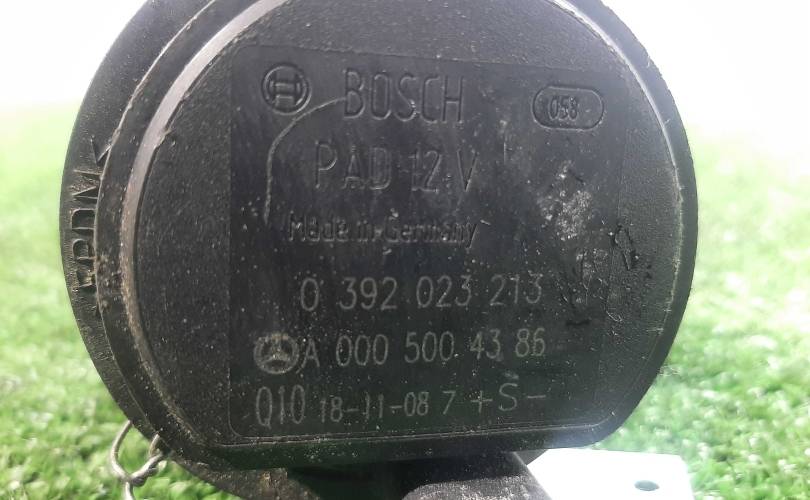 BOSCH 058
PAD 12 V
Made in Germany
0 392 023 213
A 000 500 43 86
Q10 18-11-08 7 +S-
EPDM